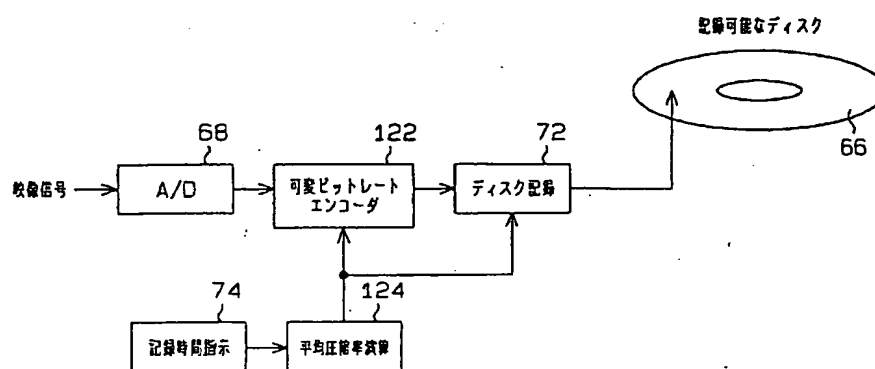 記録可能なディスク
66
68
122
72
映像信号
A/D
可変ビットレート
エンコーダ
ディスク記録
74
124
記録時間指示
平均圧縮率演算